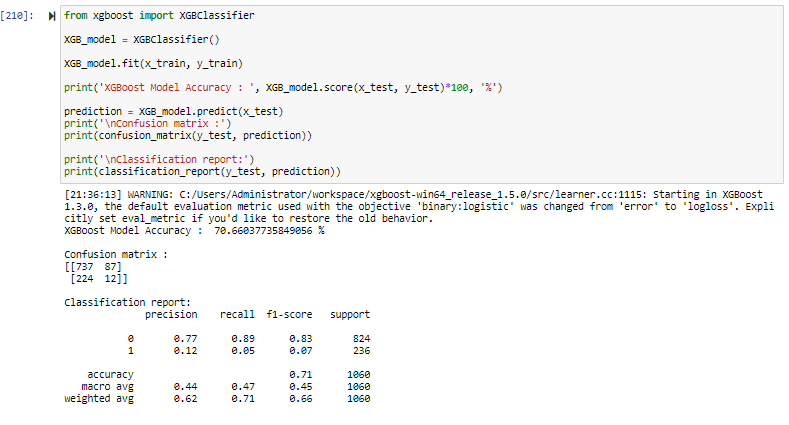 [210]:
from xgboost import XGBClassifier
XGB_model = XGBClassifier()
XGB_model.fit(x_train, y_train)
print('XGBoost Model Accuracy : ', XGB_model.score(x_test, y_test)*100, '%')
prediction = XGB_model.predict(x_test)
print('\nConfusion matrix :')
print(confusion_matrix(y_test, prediction))
print('\nClassification report:')
print(classification_report(y_test, prediction))
[21:36:13] WARNING: C:/Users/Administrator/workspace/xgboost-win64_release_1.5.0/src/learner.cc:1115: Starting in XGBoost
1.3.0, the default evaluation metric used with the objective 'binary:logistic' was changed from 'error' to 'logloss'. Expli
citly set eval_metric if you'd like to restore the old behavior.
XGBoost Model Accuracy :  70.66037735849056 %
Confusion matrix :
[[737  87]
 [224  12]]
Classification report:
              precision    recall  f1-score   support
           0       0.77      0.89      0.83       824
           1       0.12      0.05      0.07       236
    accuracy                           0.71      1060
   macro avg       0.44      0.47      0.45      1060
weighted avg       0.62      0.71      0.66      1060